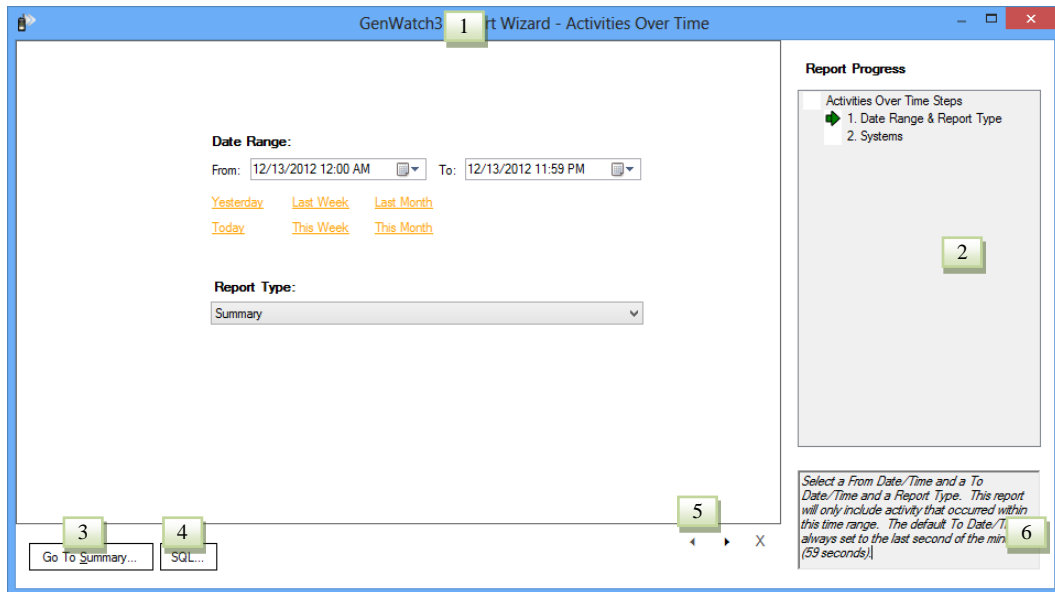 GenWatch3 rt Wizard - Activities Over Time
1
Report Progress
Activities Over Time Steps
1. Date Range & Report Type
2. Systems
2
Date Range:
From: 12/13/2012 12:00 AM To: 12/13/2012 11:59 PM
Yesterday Last Week Last Month
Today This Week This Month
Report Type:
Summary
Select a From Date/Time and a To
Date/Time and a Report Type. This report
will only include activity that occurred within
this time range. The default To Date/
always set to the last second of the
(59 seconds).
6
3
Go To Summary...
4
SQL...
5
X